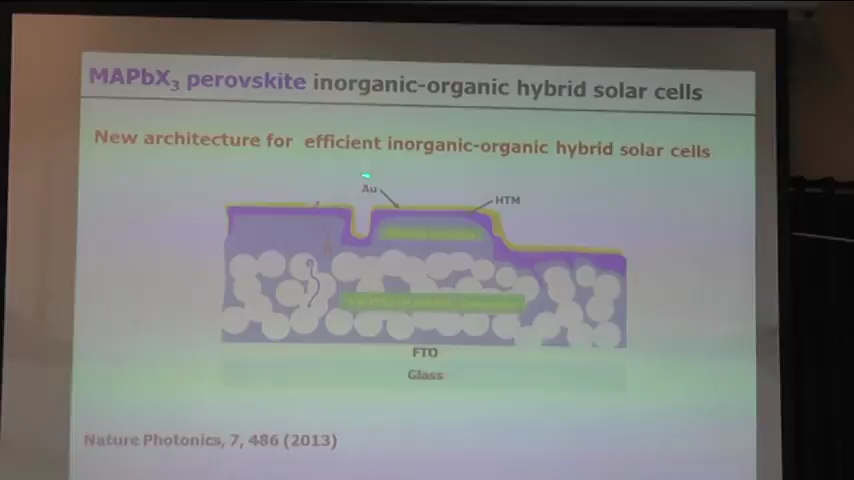 MAPbX₃ perovskite inorganic-organic hybrid solar cells
New architecture for efficient inorganic-organic hybrid solar cells
Au
HTM
FTO
Glass
Nature Photonics, 7, 486 (2013)